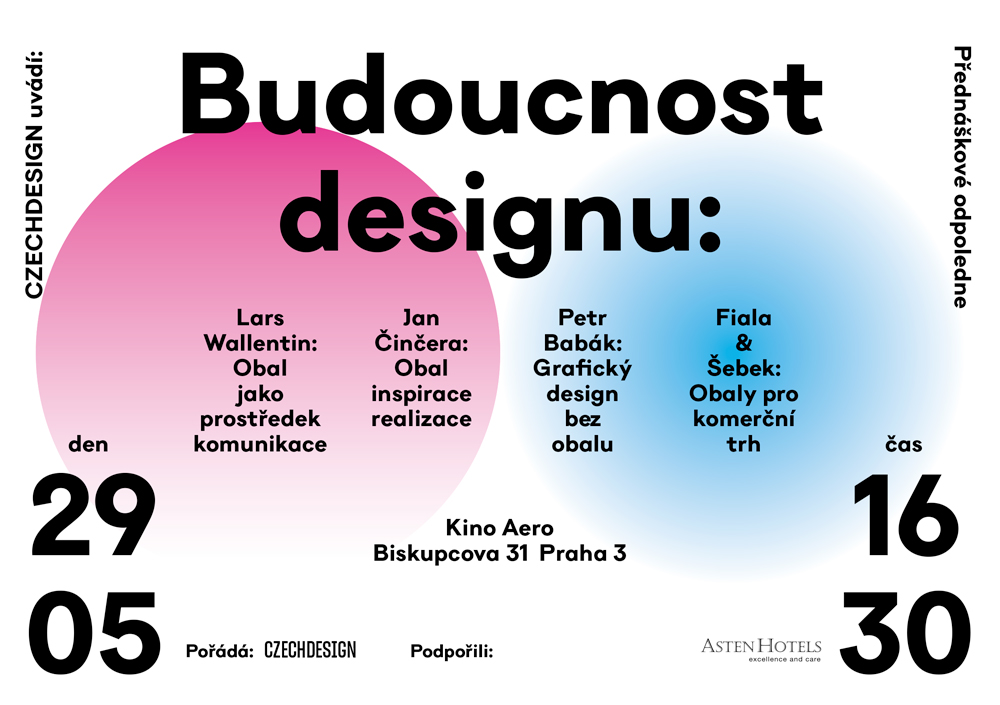 CZECHDESIGN uvádí:
Budoucnost
designu:
Přednáškové odpoledne
Lars
Wallentin:
Obal
jako
prostředek
komunikace
Jan
Činčera:
Obal
inspirace
realizace
Petr
Babák:
Grafický
design
bez
obalu
Fiala
&
Šebek:
Obaly pro
komerční
trh
den
29
05
čas
16
30
Kino Aero
Biskupcova 31 Praha 3
Pořádá: CZECHDESIGN
Podpořili:
ASTEN HOTELS
excellence and care